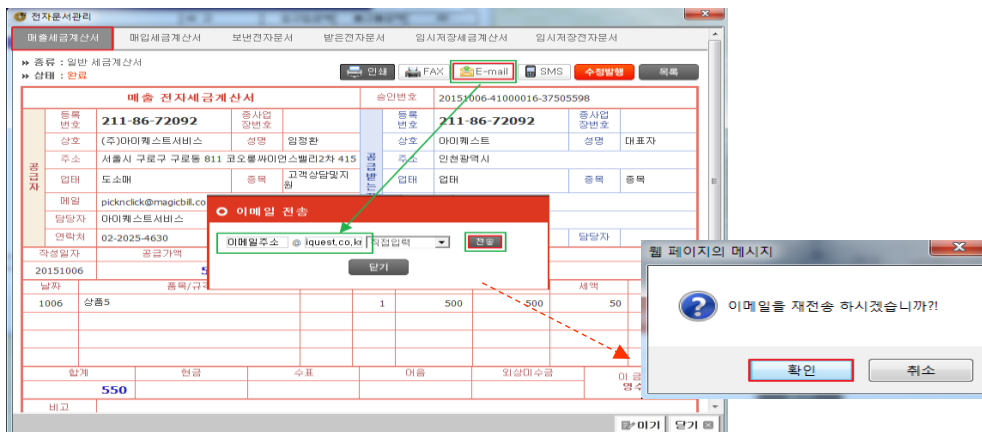 전자문서관리
매출세금계산서 매입세금계산서 보낸전자문서 받은전자문서 임시저장세금계산서 임시저장전자문서
▸▸ 종류 : 일반 세금계산서
▸▸ 상태 : 완료
인쇄 FAX E-mail SMS 수정발행 목록
매출 전자세금계산서 승인번호 20151006-41000016-37505598
등록번호 211-86-72092 종사업장번호 등록번호 211-86-72092 종사업장번호
공급자
상호 (주)아이퀘스트서비스 성명 임정환 상호 아이퀘스트 성명 대표자
주소 서울시 구로구 구로동 811 코오롱싸이언스밸리2차 415 주소 인천광역시
업태 도소매 종목 고객상담및지원 업태 업태 종목 종목
공급받는
메일 picknclick@magicbill.co
담당자 아이퀘스트서비스
연락처 02-2025-4630 담당자
작성일자 공급가액
20151006 5
날짜 품목/규 세액
1006 상품5 1 500 500 50
합계 현금 수표 어음 외상미수금 이 금
550 영수
비고
이기 닫기
이메일 전송
이메일주소 @ iquest.co.kr 직접입력 전송
닫기
웹 페이지의 메시지
이메일을 재전송 하시겠습니까?!
확인 취소